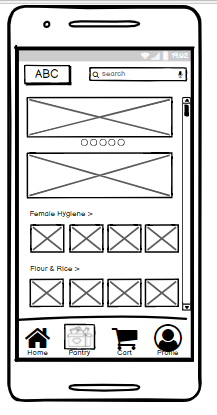 ABC
search
Female Hygiene >
Flour & Rice >
Home Pantry Cart Profile